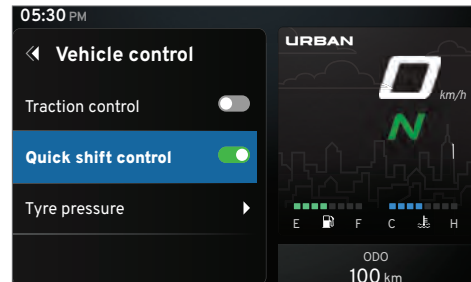 05:30 PM
Vehicle control
Traction control
Quick shift control
Tyre pressure
URBAN
0
km/h
N
E F C H
ODO
100 km